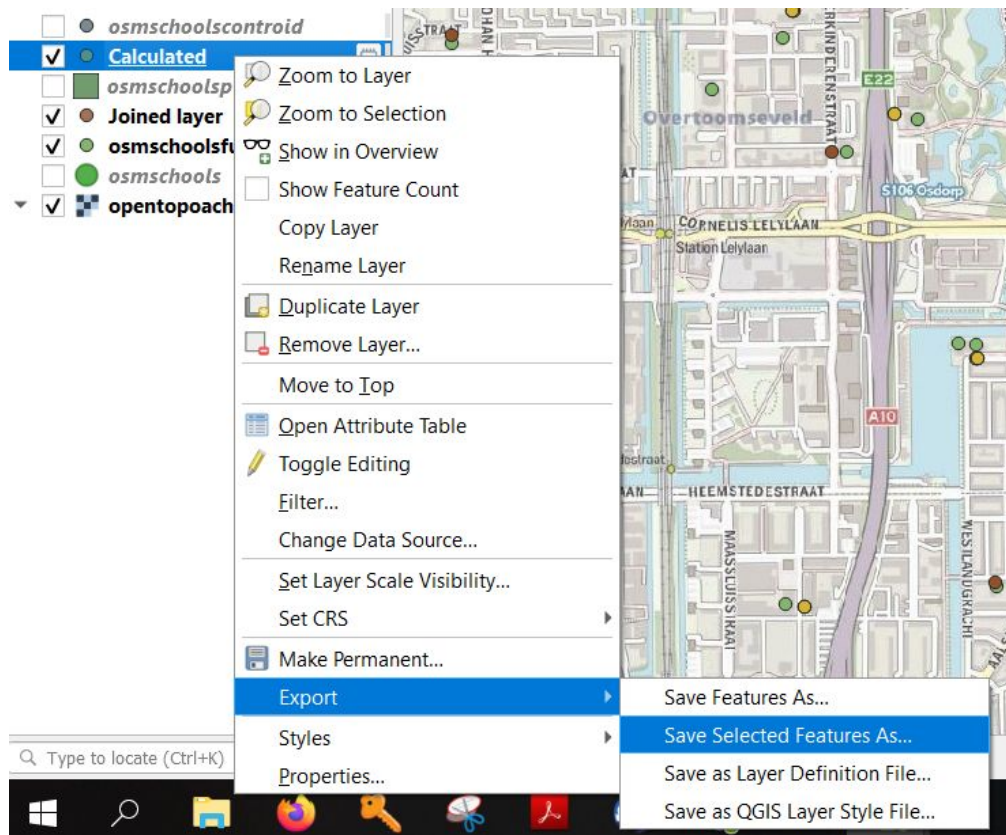 osmschoolscontroid
Calculated
osmschoolsp
Joined layer
osmschoolsfu
osmschools
opentopoach
Zoom to Layer
Zoom to Selection
Show in Overview
Show Feature Count
Copy Layer
Rename Layer
Duplicate Layer
Remove Layer...
Move to Top
Open Attribute Table
Toggle Editing
Filter...
Change Data Source...
Set Layer Scale Visibility...
Set CRS
Make Permanent...
Export
Styles
Properties...
Save Features As...
Save Selected Features As...
Save as Layer Definition File...
Save as QGIS Layer Style File...
Type to locate (Ctrl+K)
E22
Overtoomseveld
S106 Osdorp
CORNELIS LELYLAAN
Station Lelylaan
A10
HEEMSTEDESTRAAT
MAASSLUISSTRAAT
WESTLANDGRACHT